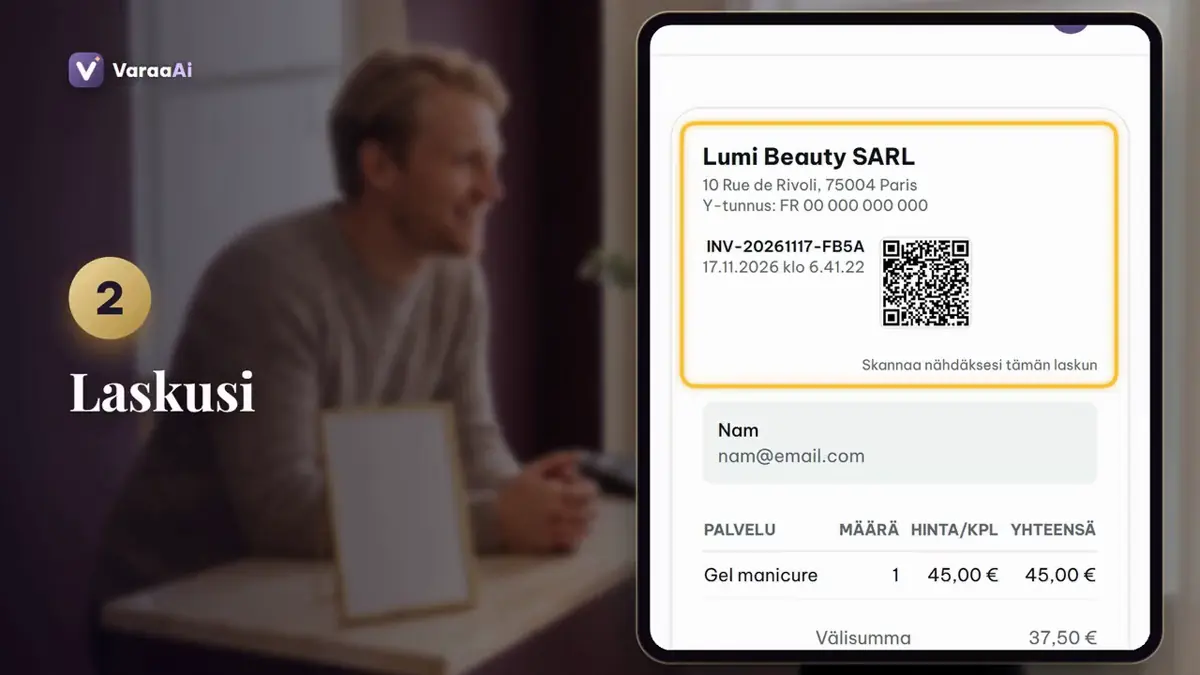 VaraaAi
2
Laskusi
Lumi Beauty SARL
10 Rue de Rivoli, 75004 Paris
Y-tunnus: FR 00 000 000 000
INV-20261117-FB5A
17.11.2026 klo 6.41.22
Skannaa nähdäksesi tämän laskun
Nam
nam@email.com
PALVELU MÄÄRÄ HINTA/KPL YHTEENSÄ
Gel manicure 1 45,00 € 45,00 €
Välisumma 37,50 €